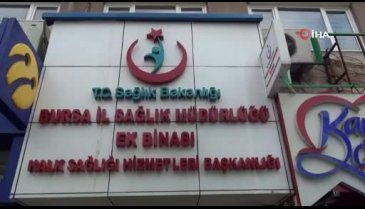 İHA
T.C. Sağlık Bakanlığı
BURSA İL SAĞLIK MÜDÜRLÜĞÜ
EK BİNASI
HALK SAĞLIĞI HİZMETLERİ BAŞKANLIĞI